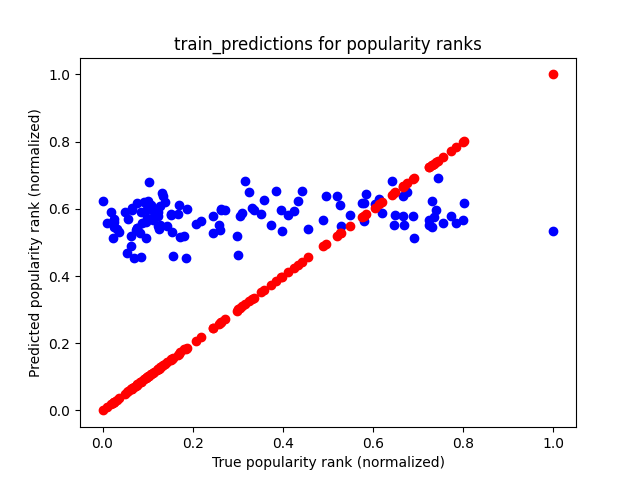 train_predictions for popularity ranks
Predicted popularity rank (normalized)
1.0
0.8
0.6
0.4
0.2
0.0
0.0 0.2 0.4 0.6 0.8 1.0
True popularity rank (normalized)